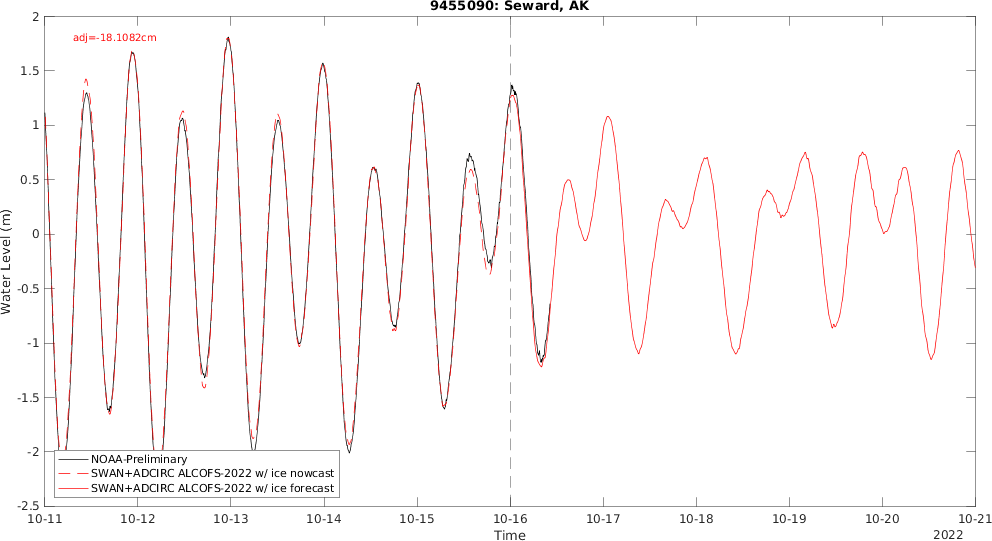 9455090: Seward, AK
adj=-18.1082cm
2
1.5
1
0.5
0
-0.5
-1
-1.5
-2
-2.5
Water Level (m)
NOAA-Preliminary
SWAN+ADCIRC ALCOFS-2022 w/ ice nowcast
SWAN+ADCIRC ALCOFS-2022 w/ ice forecast
10-11 10-12 10-13 10-14 10-15 10-16 10-17 10-18 10-19 10-20 10-21
Time
2022